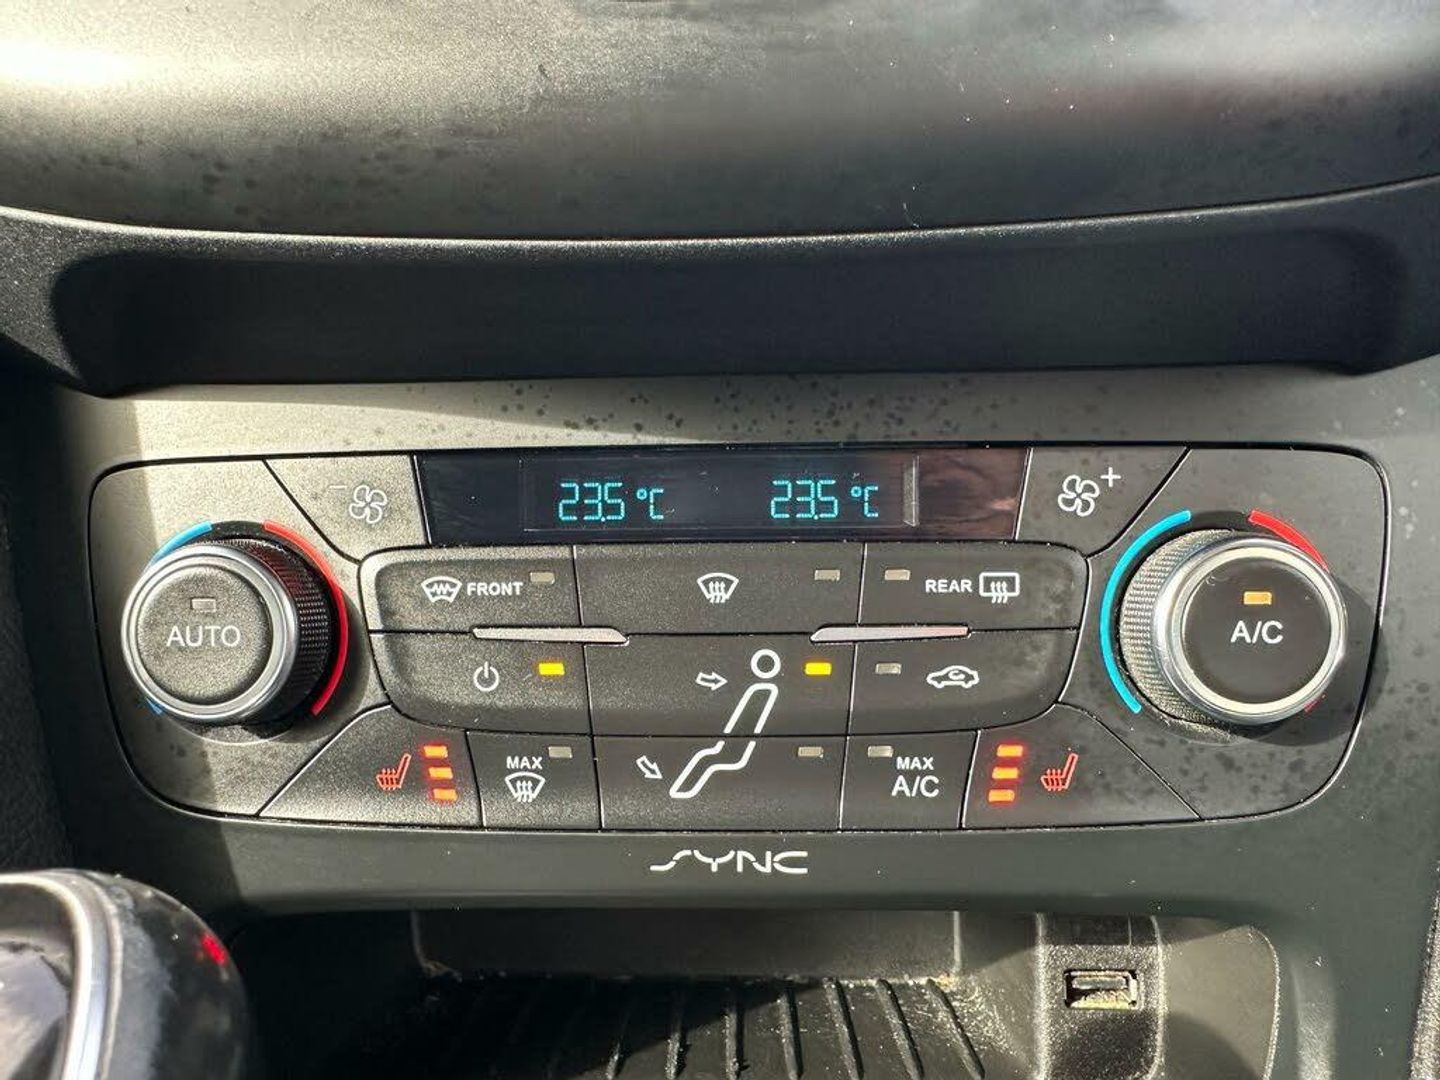 23.5 °C 23.5 °C
FRONT
REAR
AUTO
A/C
MAX
MAX
A/C
SYNC